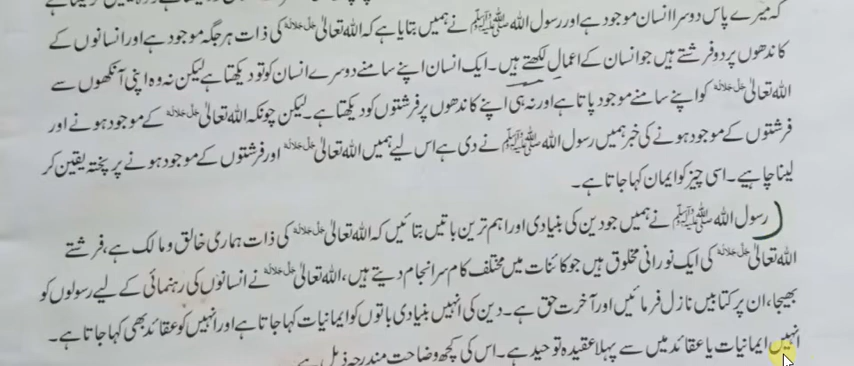 کہ میرے پاس دوسرا انسان موجود ہے اور رسول اللہ ﷺ نے ہمیں بتایا ہے کہ اللہ تعالیٰ جل جلالہ کی ذات ہر جگہ موجود ہے اور انسانوں کے
کاندھوں پر دو فرشتے ہیں جو انسان کے اعمال لکھتے ہیں۔ ایک انسان اپنے سامنے دوسرے انسان کو تو دیکھتا ہے لیکن نہ وہ اپنی آنکھوں سے
اللہ تعالیٰ جل جلالہ کو اپنے سامنے موجود پاتا ہے اور نہ ہی اپنے کاندھوں پر فرشتوں کو دیکھتا ہے۔ لیکن چونکہ اللہ تعالیٰ جل جلالہ کے موجود ہونے اور
فرشتوں کے موجود ہونے کی خبر ہمیں رسول اللہ ﷺ نے دی ہے اس لیے ہمیں اللہ تعالیٰ جل جلالہ اور فرشتوں کے موجود ہونے پر پختہ یقین کر
لینا چاہیے۔ اسی چیز کو ایمان کہا جاتا ہے۔
رسول اللہ ﷺ نے ہمیں جو دین کی بنیادی اور اہم ترین باتیں بتائیں کہ اللہ تعالیٰ جل جلالہ کی ذات ہماری خالق و مالک ہے، فرشتے
اللہ تعالیٰ جل جلالہ کی ایک نورانی مخلوق ہیں جو کائنات میں مختلف کام سرانجام دیتے ہیں، اللہ تعالیٰ جل جلالہ نے انسانوں کی رہنمائی کے لیے رسولوں کو
بھیجا، ان پر کتابیں نازل فرمائیں اور آخرت حق ہے۔ دین کی انہیں بنیادی باتوں کو ایمانیات کہا جاتا ہے اور انہیں کو عقائد بھی کہا جاتا ہے۔
انہیں ایمانیات یا عقائد میں سے پہلا عقیدہ توحید ہے۔ اس کی کچھ وضاحت مندرجہ ذیل ہے